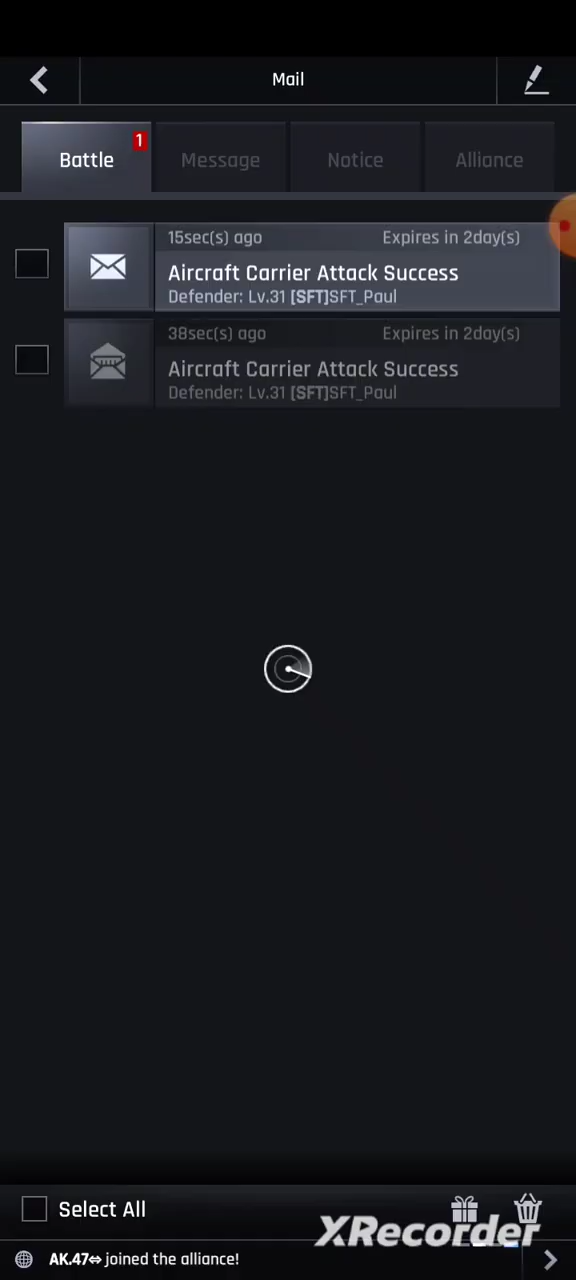 Mail
Battle
1
Message
Notice
Alliance
15sec(s) ago
Expires in 2day(s)
Aircraft Carrier Attack Success
Defender: Lv.31 [SFT]SFT_Paul
38sec(s) ago
Expires in 2day(s)
Aircraft Carrier Attack Success
Defender: Lv.31 [SFT]SFT_Paul
Select All
XRecorder
AK.47⇔ joined the alliance!